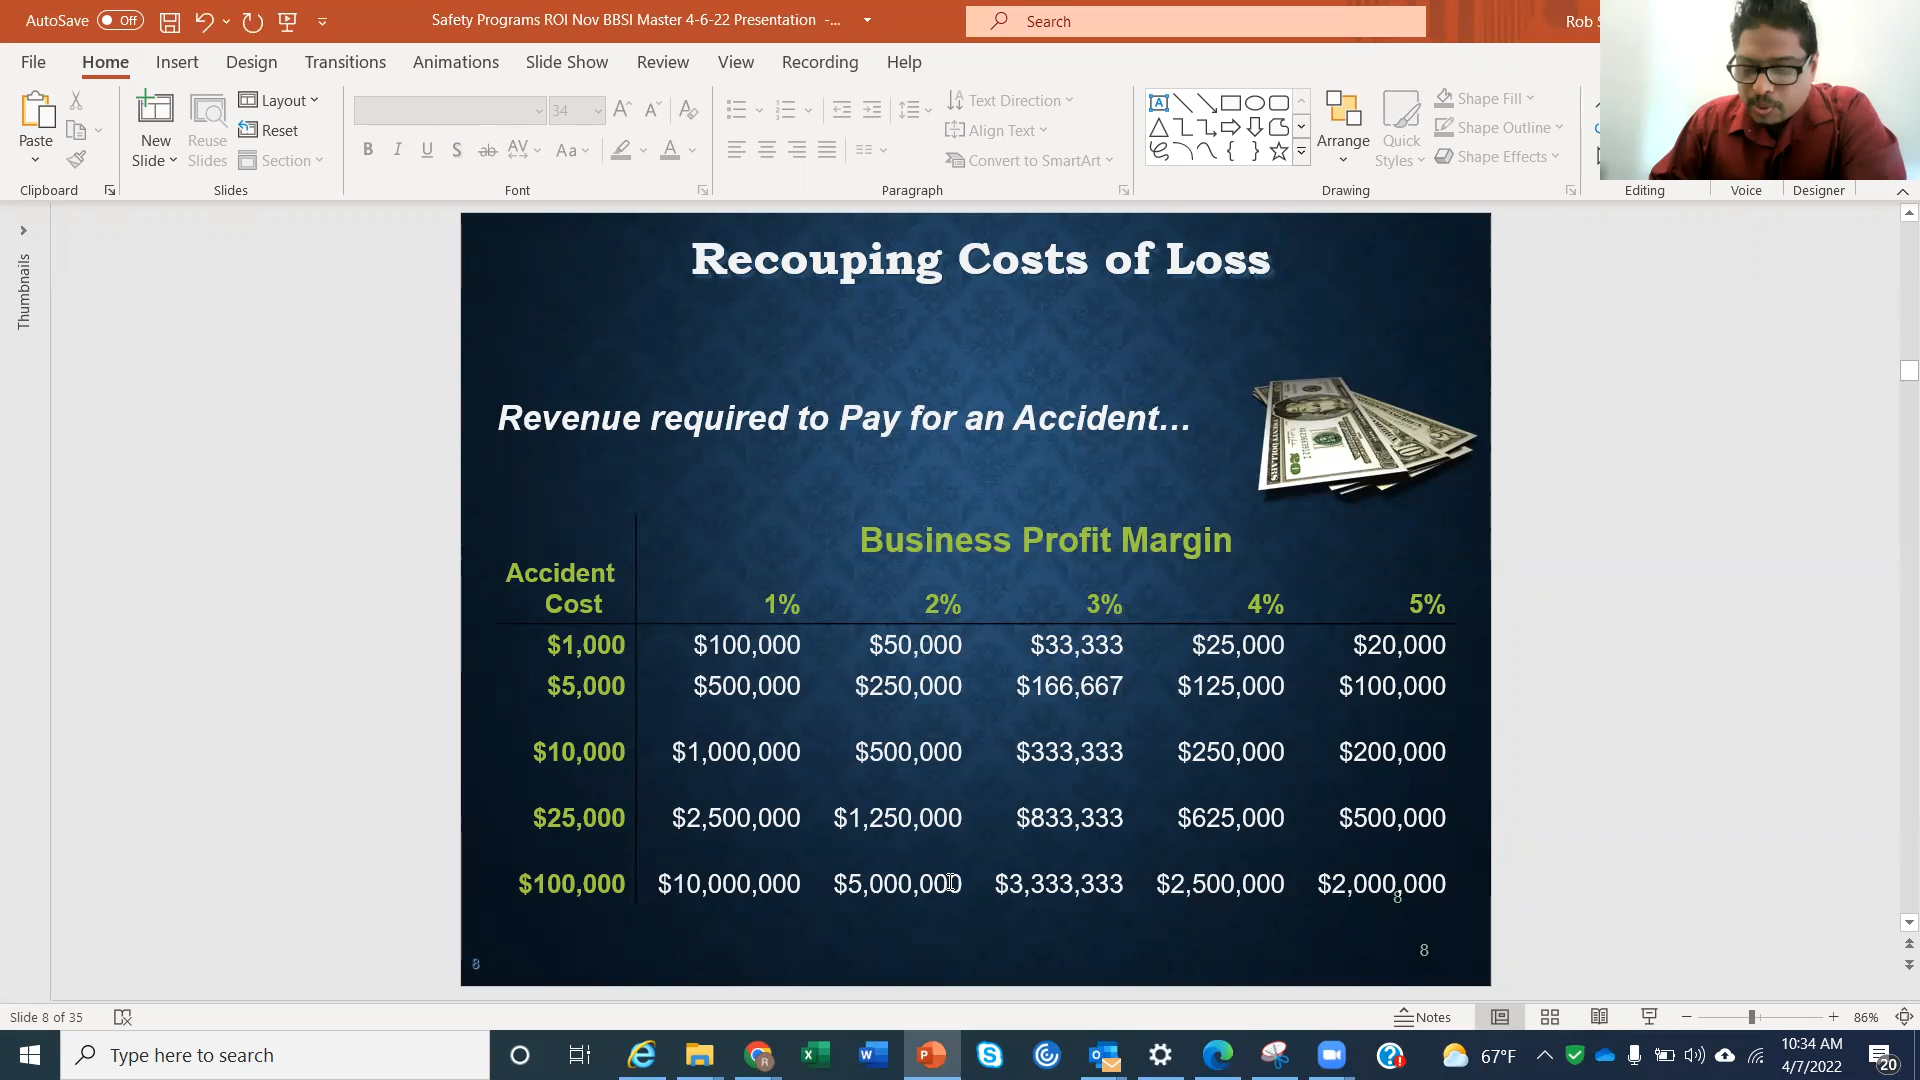 AutoSave Off Safety Programs ROI Nov BBSI Master 4-6-22 Presentation -... Search Rob S
File Home Insert Design Transitions Animations Slide Show Review View Recording Help
Paste
New Slide
Reuse Slides
Layout
Reset
Section
34
B I U S ab AV Aa A
Text Direction
Align Text
Convert to SmartArt
Arrange
Quick Styles
Shape Fill
Shape Outline
Shape Effects
Clipboard Slides Font Paragraph Drawing Editing Voice Designer
Thumbnails
Recouping Costs of Loss
Revenue required to Pay for an Accident...
Business Profit Margin
Accident
Cost 1% 2% 3% 4% 5%
$1,000 $100,000 $50,000 $33,333 $25,000 $20,000
$5,000 $500,000 $250,000 $166,667 $125,000 $100,000
$10,000 $1,000,000 $500,000 $333,333 $250,000 $200,000
$25,000 $2,500,000 $1,250,000 $833,333 $625,000 $500,000
$100,000 $10,000,000 $5,000,000 $3,333,333 $2,500,000 $2,000,000
8
8
8
Slide 8 of 35 Notes 86%
Type here to search 67°F 10:34 AM
4/7/2022 20